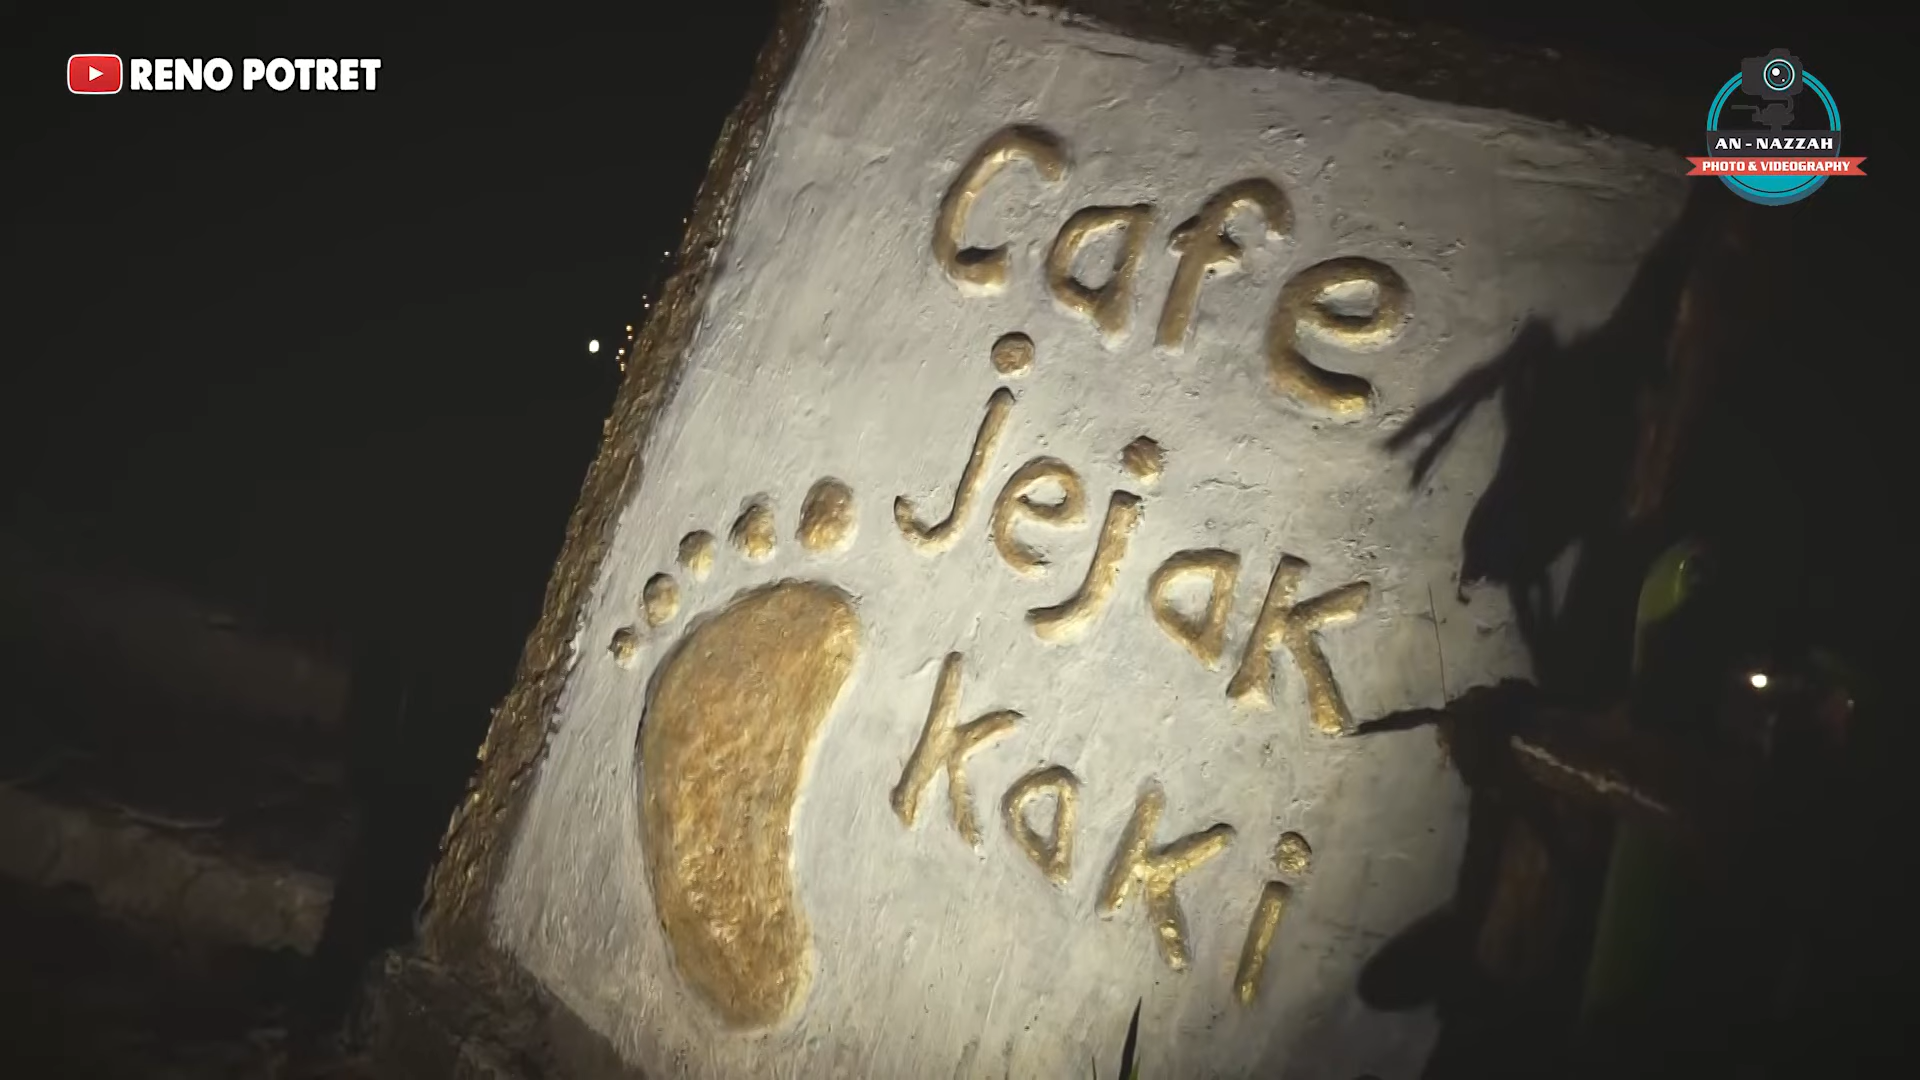 RENO POTRET
AN-NAZZAH
PHOTO & VIDEOGRAPHY
Cafe
jejak
kaki